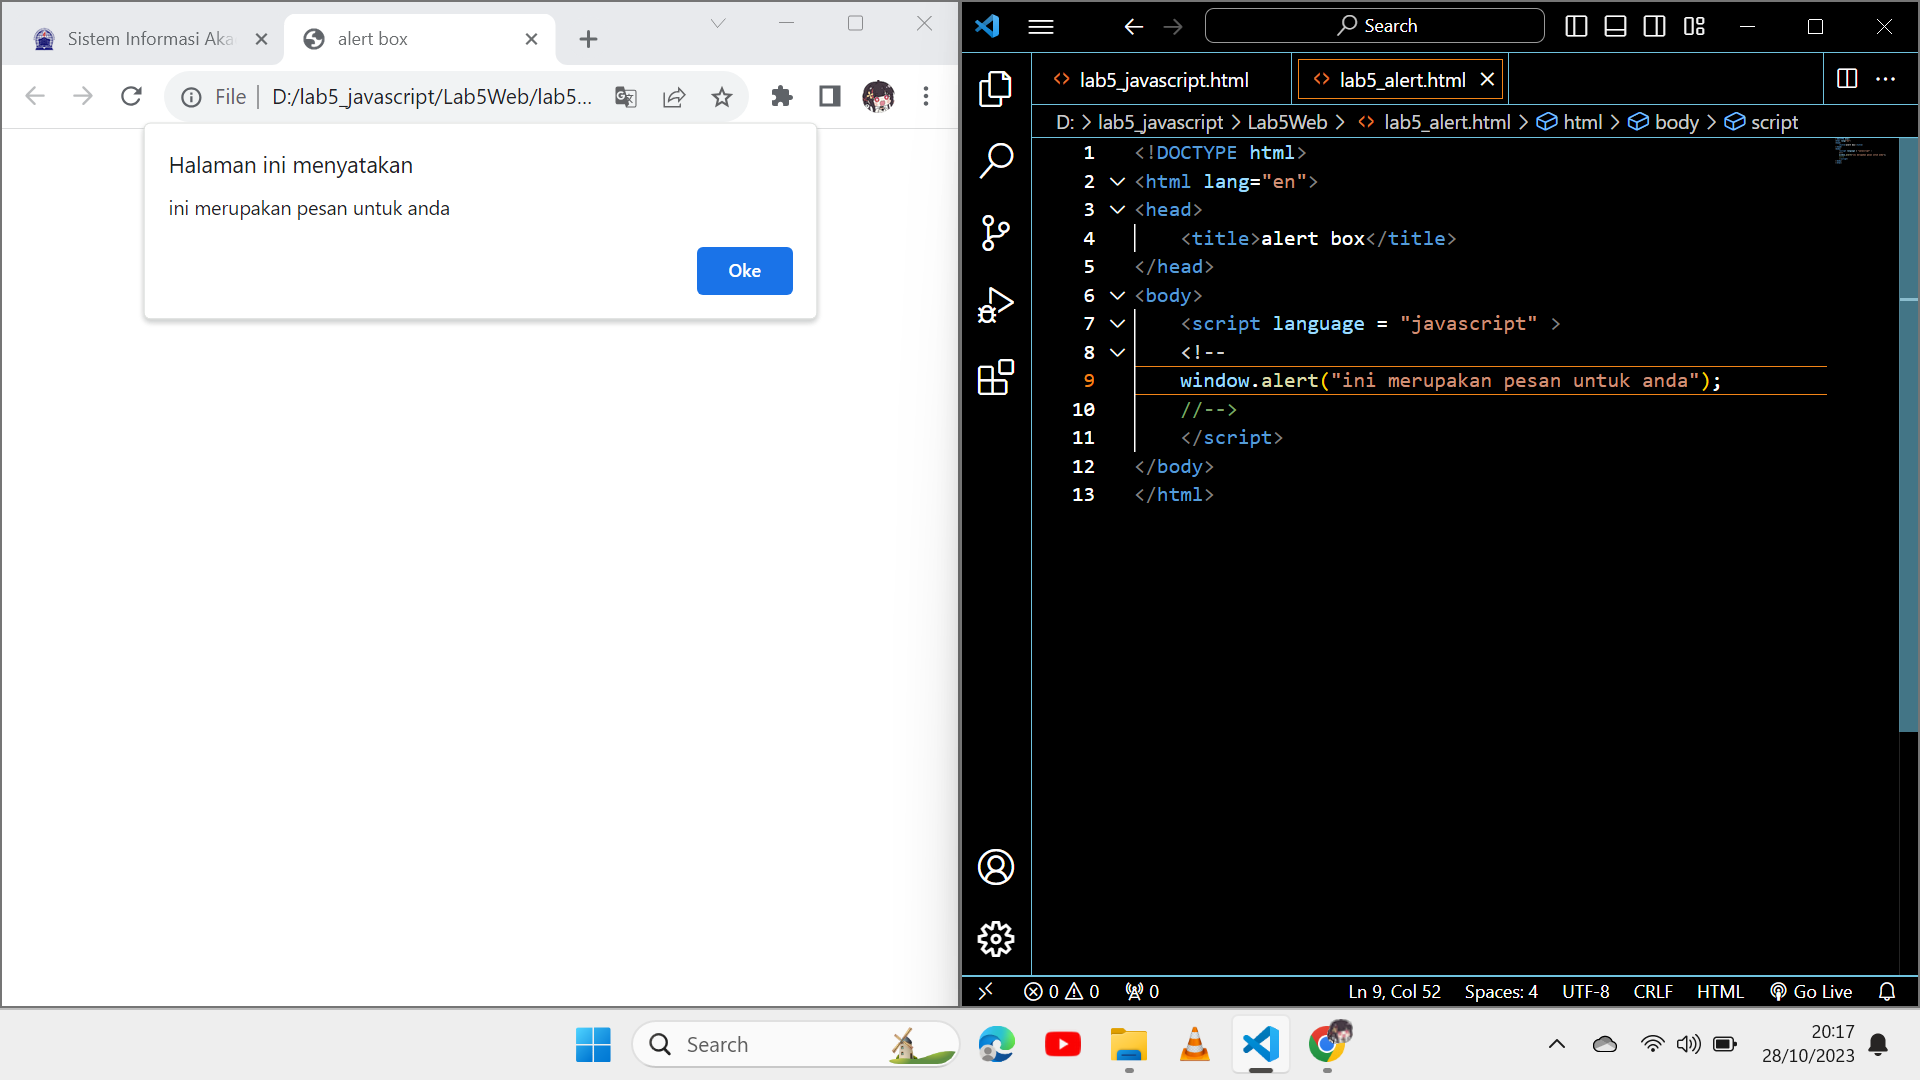 Sistem Informasi Aka
alert box
File
D:/lab5_javascript/Lab5Web/lab5...
Halaman ini menyatakan
ini merupakan pesan untuk anda
Oke
Search
lab5_javascript.html
lab5_alert.html
D: > lab5_javascript > Lab5Web > <> lab5_alert.html > html > body > script
1 <!DOCTYPE html>
2 <html lang="en">
3 <head>
4 <title>alert box</title>
5 </head>
6 <body>
7 <script language = "javascript" >
8 <!--
9 window.alert("ini merupakan pesan untuk anda");
10 //-->
11 </script>
12 </body>
13 </html>
0 0 0 Ln 9, Col 52 Spaces: 4 UTF-8 CRLF HTML Go Live
Search
20:17
28/10/2023